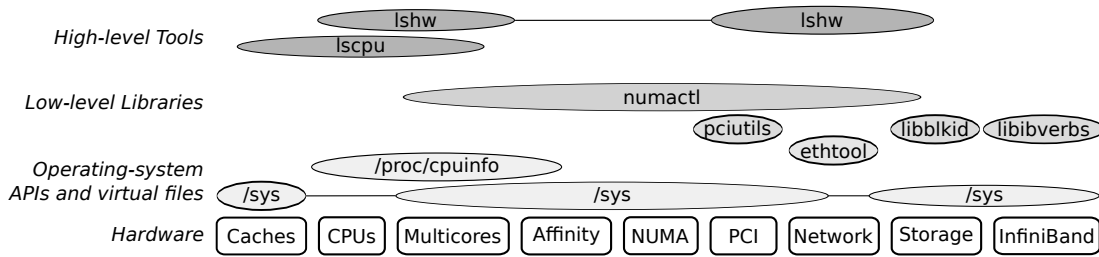 lshw lshw
High-level Tools
lscpu
Low-level Libraries numactl
pciutils libblkid libibverbs
ethtool
Operating-system /proc/cpuinfo
APIs and virtual files /sys /sys /sys
Hardware Caches CPUs Multicores Affinity NUMA PCI Network Storage InfiniBand